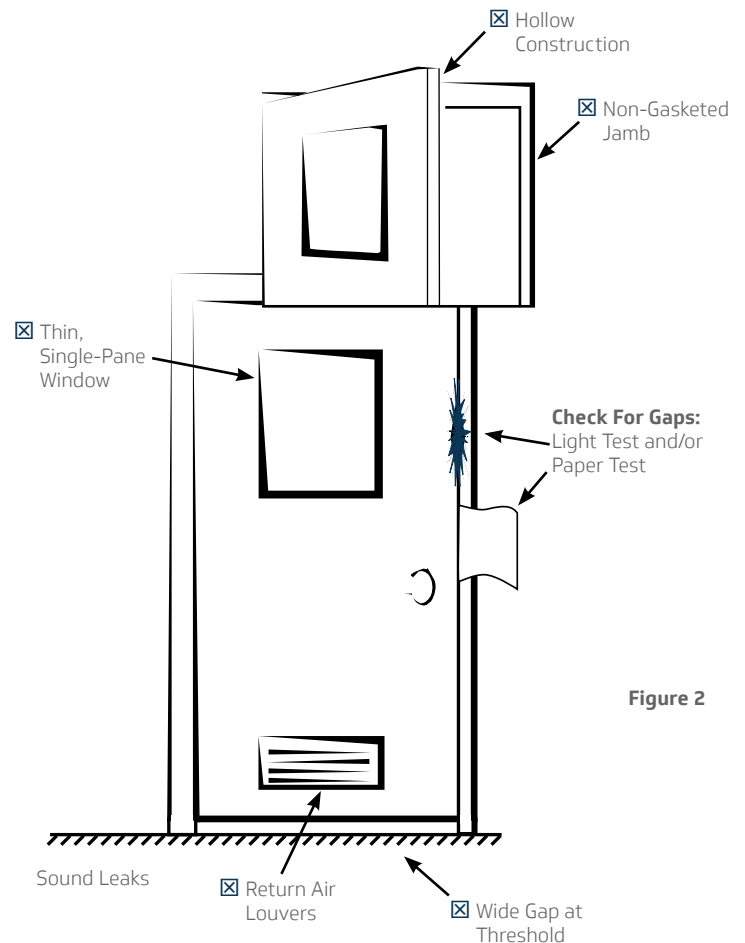 ☒ Hollow
Construction
☒ Non-Gasketed
Jamb
☒ Thin,
Single-Pane
Window
Check For Gaps:
Light Test and/or
Paper Test
Figure 2
Sound Leaks
☒ Return Air
Louvers
☒ Wide Gap at
Threshold